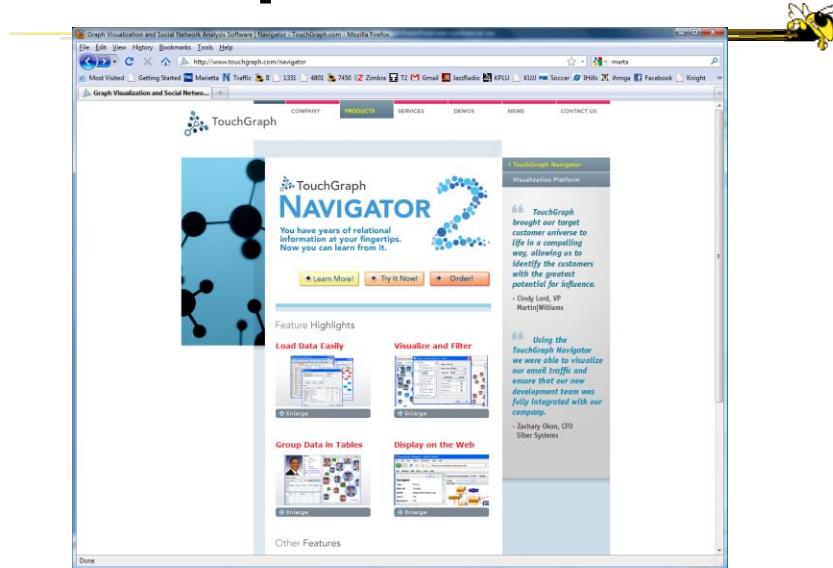 Graph Visualization and Social Network Analysis Software | Navigator - TouchGraph.com - Mozilla Firefox
File Edit View History Bookmarks Tools Help
http://www.touchgraph.com/navigator
marta
Most Visited Getting Started Marietta Traffic II 1331 4801 7450 Zimbra T2 Gmail JazzRadio KPLU KUJJ Soccer IHills ihmga Facebook Knight
Graph Visualization and Social Netwo...
TouchGraph
COMPANY PRODUCTS SERVICES DEMOS NEWS CONTACT US
TouchGraph Navigator
Visualization Platform
TouchGraph
NAVIGATOR 2
You have years of relational
information at your fingertips.
Now you can learn from it.
Learn More! Try It Now! Order!
TouchGraph
brought our target
customer universe to
life in a compelling
way, allowing us to
identify the customers
with the greatest
potential for influence.
- Cindy Lord, VP
Martin|Williams
Feature Highlights
Load Data Easily Visualize and Filter
Enlarge Enlarge
Using the
TouchGraph Navigator
we were able to visualize
our email traffic and
ensure that our new
development team was
fully integrated with our
company.
- Zachary Okon, CFO
Siber Systems
Group Data in Tables Display on the Web
Enlarge Enlarge
Other Features
Done